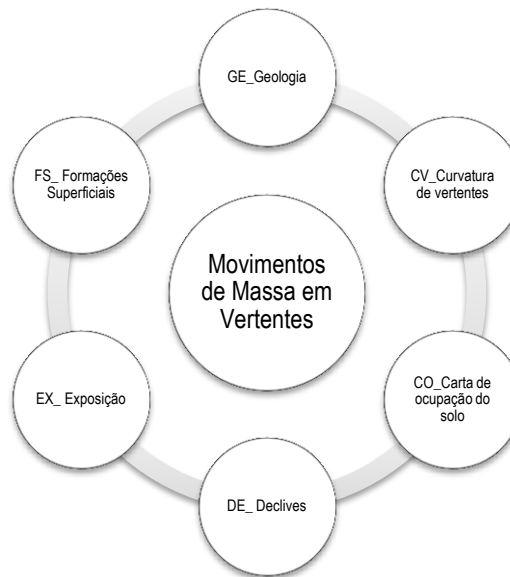 GE_Geologia
FS_ Formações
Superficiais
CV_Curvatura
de vertentes
Movimentos
de Massa em
Vertentes
EX_ Exposição
CO_Carta de
ocupação do
solo
DE_ Declives